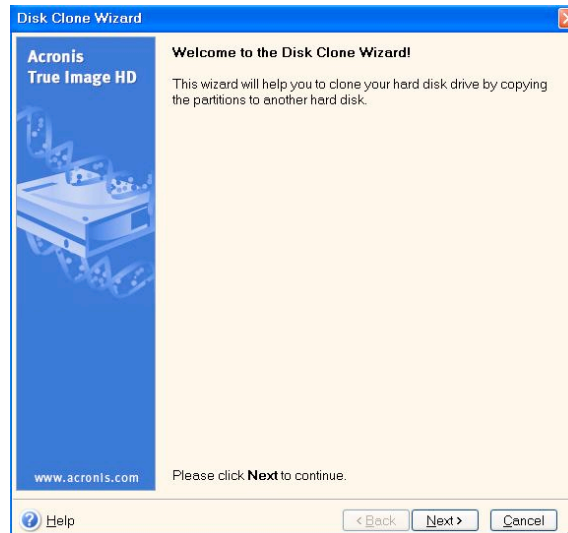 Disk Clone Wizard
Acronis
True Image HD
Welcome to the Disk Clone Wizard!
This wizard will help you to clone your hard disk drive by copying
the partitions to another hard disk.
www.acronis.com
Please click Next to continue.
Help
< Back
Next >
Cancel